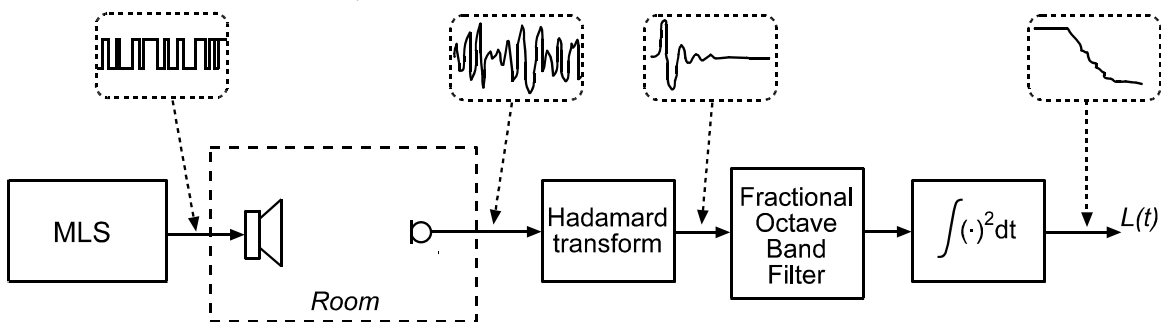 MLS
Room
Hadamard
transform
Fractional
Octave
Band
Filter
∫(·)²dt
L(t)